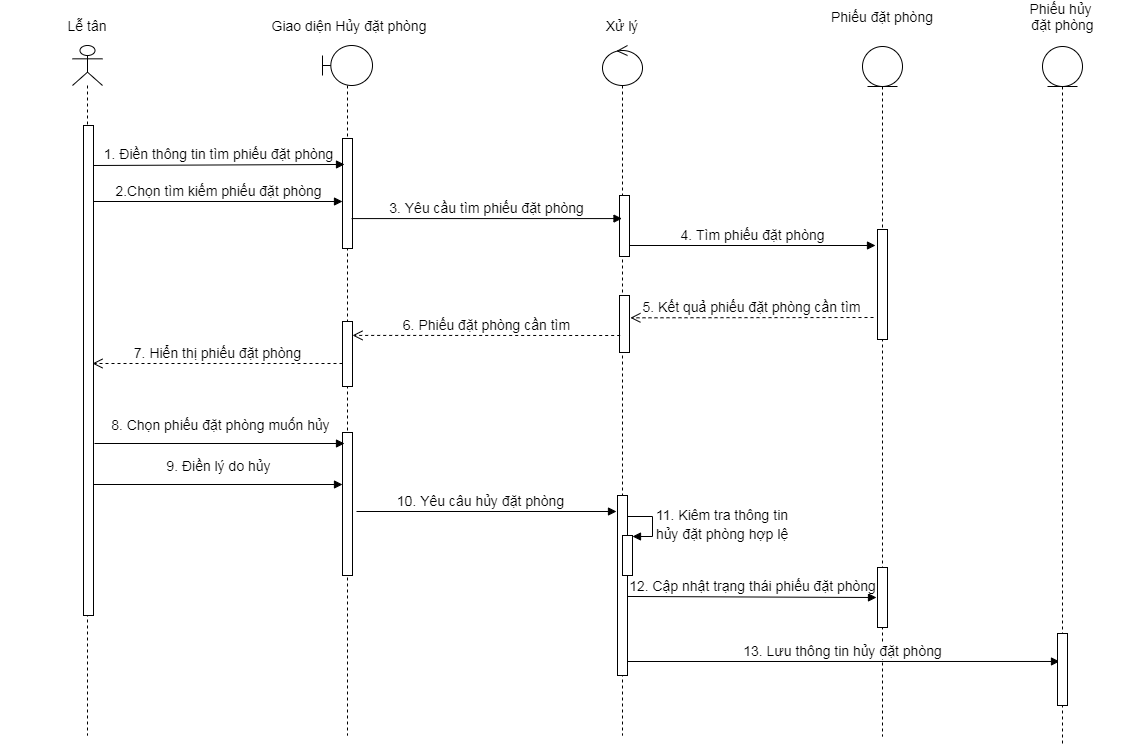 Lễ tân
Giao diện Hủy đặt phòng
Xử lý
Phiếu đặt phòng
Phiếu hủy
đặt phòng
1. Điền thông tin tìm phiếu đặt phòng
2.Chọn tìm kiếm phiếu đặt phòng
3. Yêu cầu tìm phiếu đặt phòng
4. Tìm phiếu đặt phòng
5. Kết quả phiếu đặt phòng cần tìm
6. Phiếu đặt phòng cần tìm
7. Hiển thị phiếu đặt phòng
8. Chọn phiếu đặt phòng muốn hủy
9. Điền lý do hủy
10. Yêu câu hủy đặt phòng
11. Kiêm tra thông tin
hủy đặt phòng hợp lệ
12. Cập nhật trạng thái phiếu đặt phòng
13. Lưu thông tin hủy đặt phòng